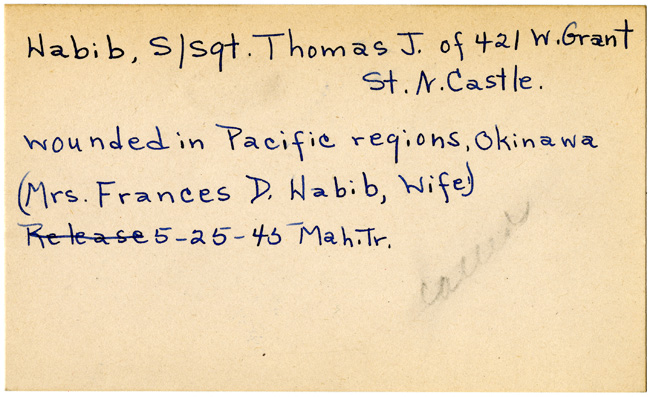 Habib, S/Sgt. Thomas J. of 421 W. Grant
St. N. Castle.
wounded in Pacific regions, Okinawa
(Mrs. Frances D. Habib, Wife)
Release 5-25-45 Mah. Tr.